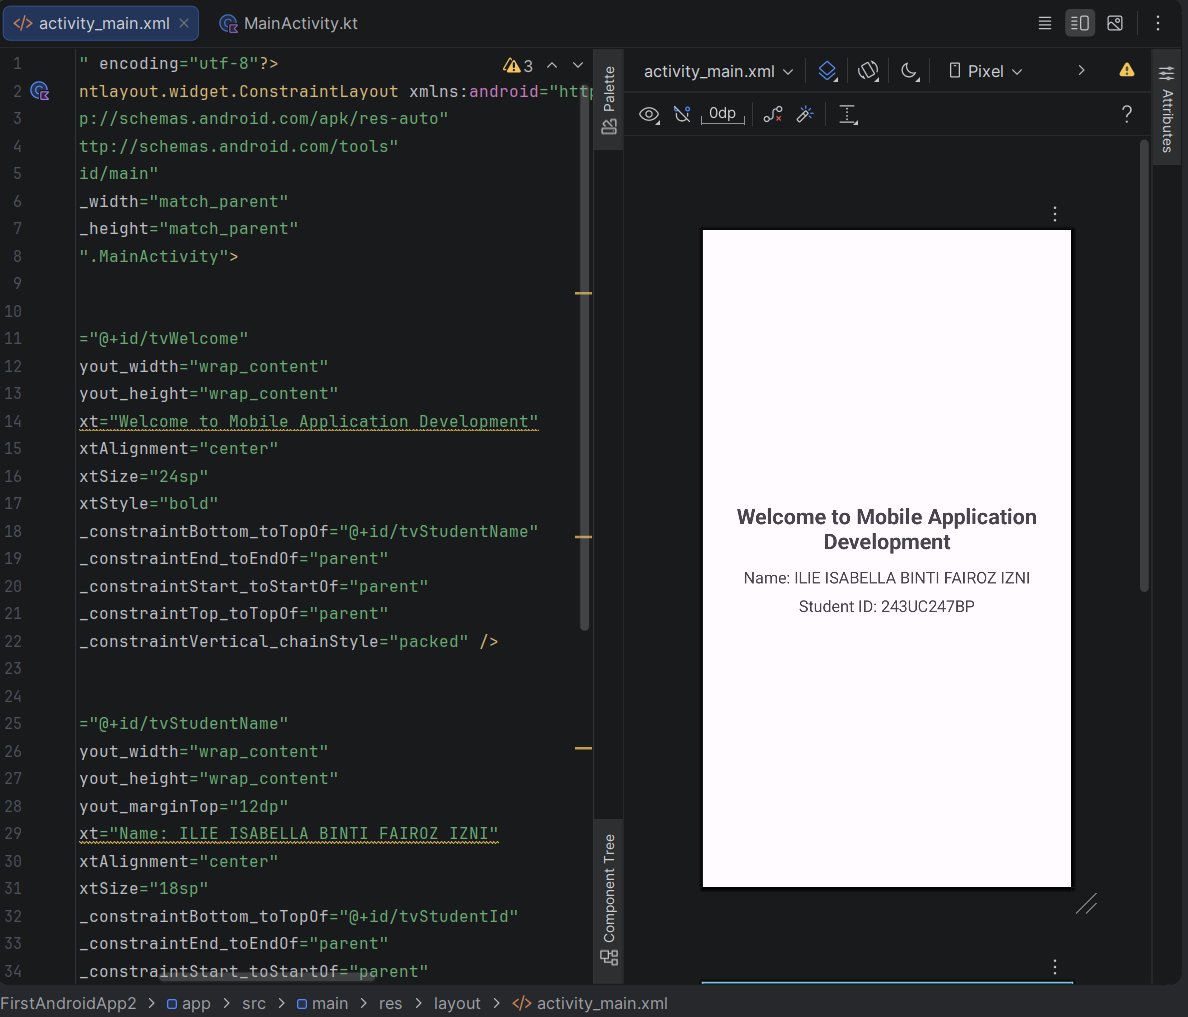 activity_main.xml
MainActivity.kt
1 " encoding="utf-8"?>
3
2 ntlayout.widget.ConstraintLayout xmlns:android="http
3 p://schemas.android.com/apk/res-auto"
4 ttp://schemas.android.com/tools"
5 id/main"
6 _width="match_parent"
7 _height="match_parent"
8 ".MainActivity">
9
10
11 ="@+id/tvWelcome"
12 yout_width="wrap_content"
13 yout_height="wrap_content"
14 xt="Welcome to Mobile Application Development"
15 xtAlignment="center"
16 xtSize="24sp"
17 xtStyle="bold"
18 _constraintBottom_toTopOf="@+id/tvStudentName"
19 _constraintEnd_toEndOf="parent"
20 _constraintStart_toStartOf="parent"
21 _constraintTop_toTopOf="parent"
22 _constraintVertical_chainStyle="packed" />
23
24
25 ="@+id/tvStudentName"
26 yout_width="wrap_content"
27 yout_height="wrap_content"
28 yout_marginTop="12dp"
29 xt="Name: ILIE ISABELLA BINTI FAIROZ IZNI"
30 xtAlignment="center"
31 xtSize="18sp"
32 _constraintBottom_toTopOf="@+id/tvStudentId"
33 _constraintEnd_toEndOf="parent"
34 _constraintStart_toStartOf="parent"
Palette
Component Tree
activity_main.xml
Pixel
0dp
?
Attributes
Welcome to Mobile Application
Development
Name: ILIE ISABELLA BINTI FAIROZ IZNI
Student ID: 243UC247BP
FirstAndroidApp2 > app > src > main > res > layout > activity_main.xml